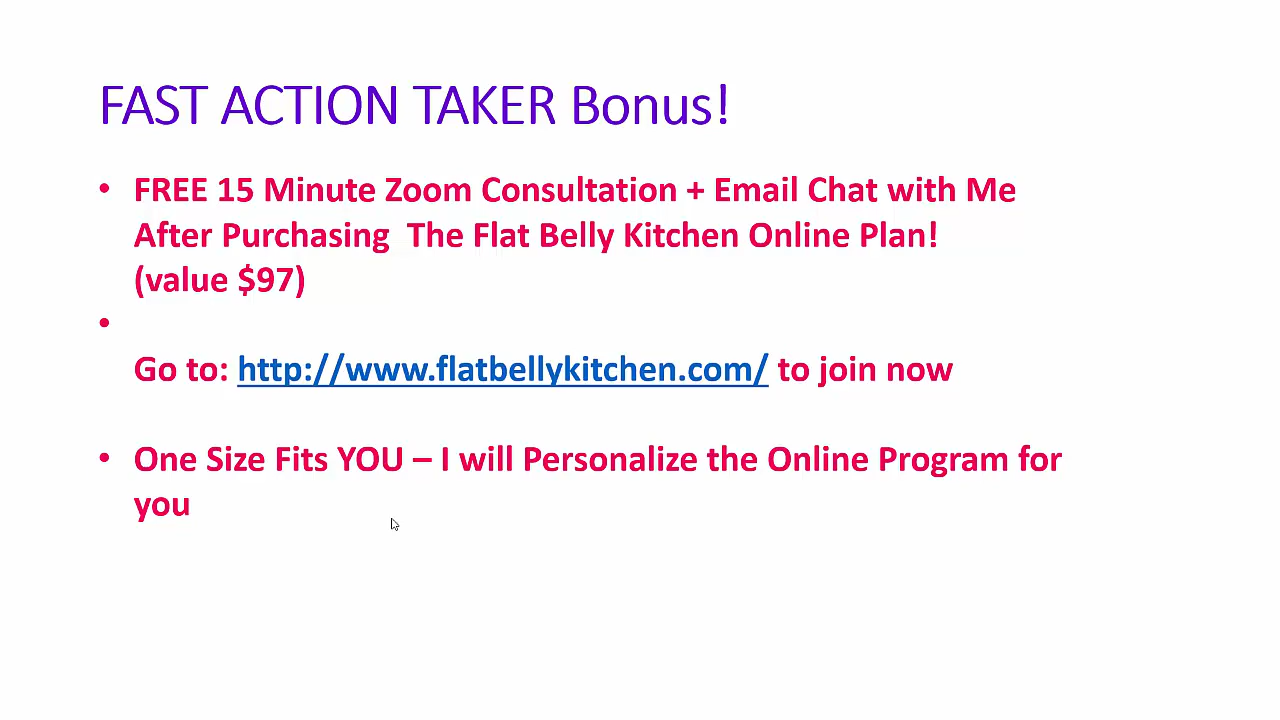 FAST ACTION TAKER Bonus!
• FREE 15 Minute Zoom Consultation + Email Chat with Me
After Purchasing  The Flat Belly Kitchen Online Plan!
(value $97)
•
Go to: http://www.flatbellykitchen.com/ to join now
• One Size Fits YOU – I will Personalize the Online Program for
you